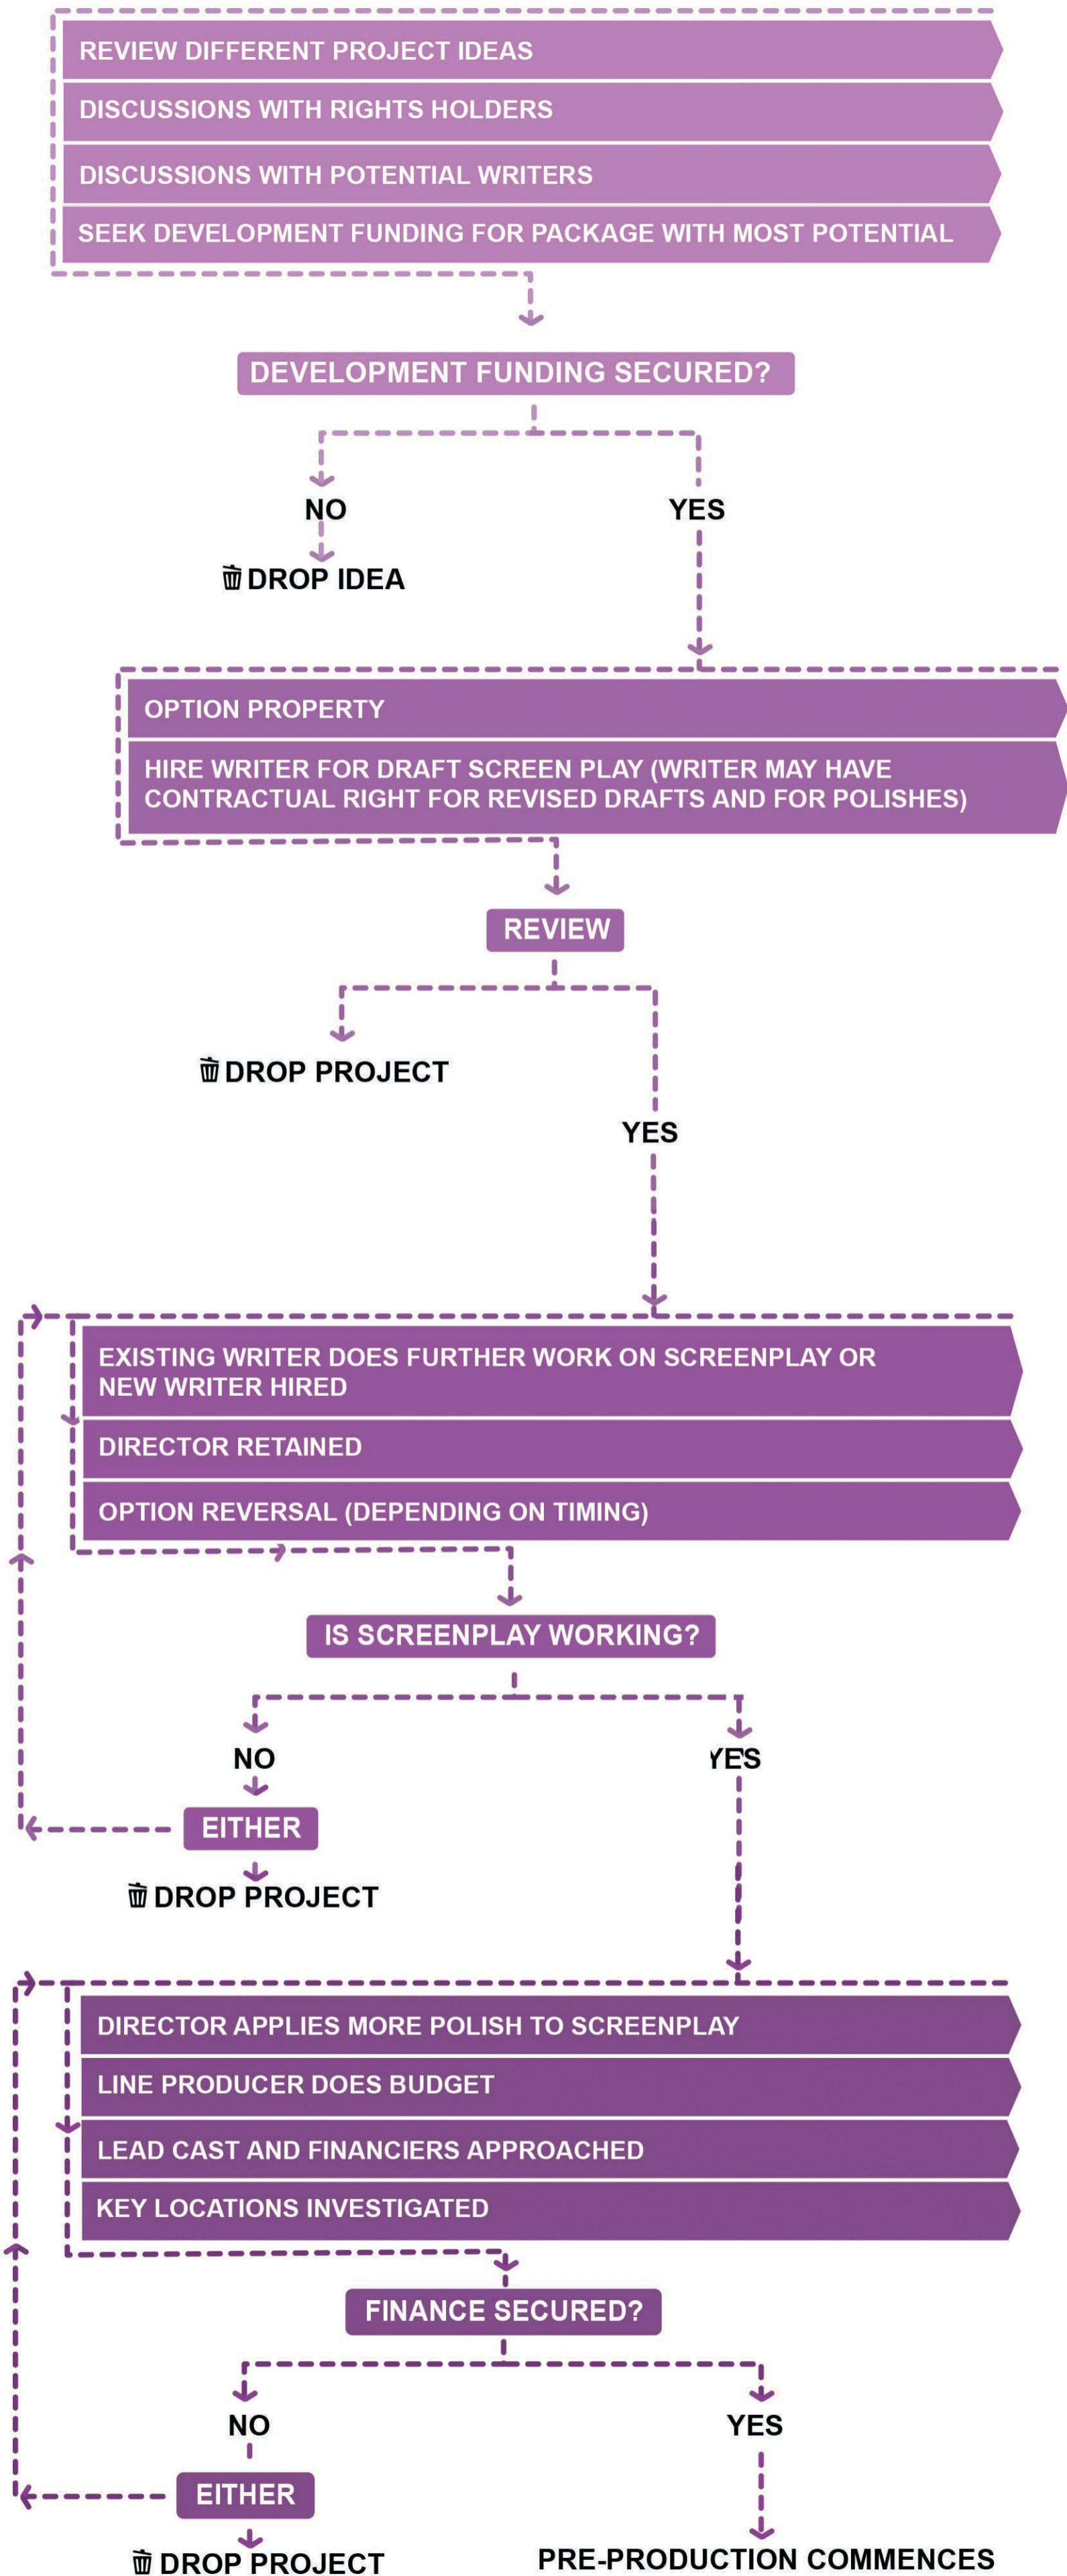 REVIEW DIFFERENT PROJECT IDEAS
DISCUSSIONS WITH RIGHTS HOLDERS
DISCUSSIONS WITH POTENTIAL WRITERS
SEEK DEVELOPMENT FUNDING FOR PACKAGE WITH MOST POTENTIAL
DEVELOPMENT FUNDING SECURED?
NO
YES
DROP IDEA
OPTION PROPERTY
HIRE WRITER FOR DRAFT SCREEN PLAY (WRITER MAY HAVE
CONTRACTUAL RIGHT FOR REVISED DRAFTS AND FOR POLISHES)
REVIEW
DROP PROJECT
YES
EXISTING WRITER DOES FURTHER WORK ON SCREENPLAY OR
NEW WRITER HIRED
DIRECTOR RETAINED
OPTION REVERSAL (DEPENDING ON TIMING)
IS SCREENPLAY WORKING?
NO
YES
EITHER
DROP PROJECT
DIRECTOR APPLIES MORE POLISH TO SCREENPLAY
LINE PRODUCER DOES BUDGET
LEAD CAST AND FINANCIERS APPROACHED
KEY LOCATIONS INVESTIGATED
FINANCE SECURED?
NO
YES
EITHER
DROP PROJECT
PRE-PRODUCTION COMMENCES